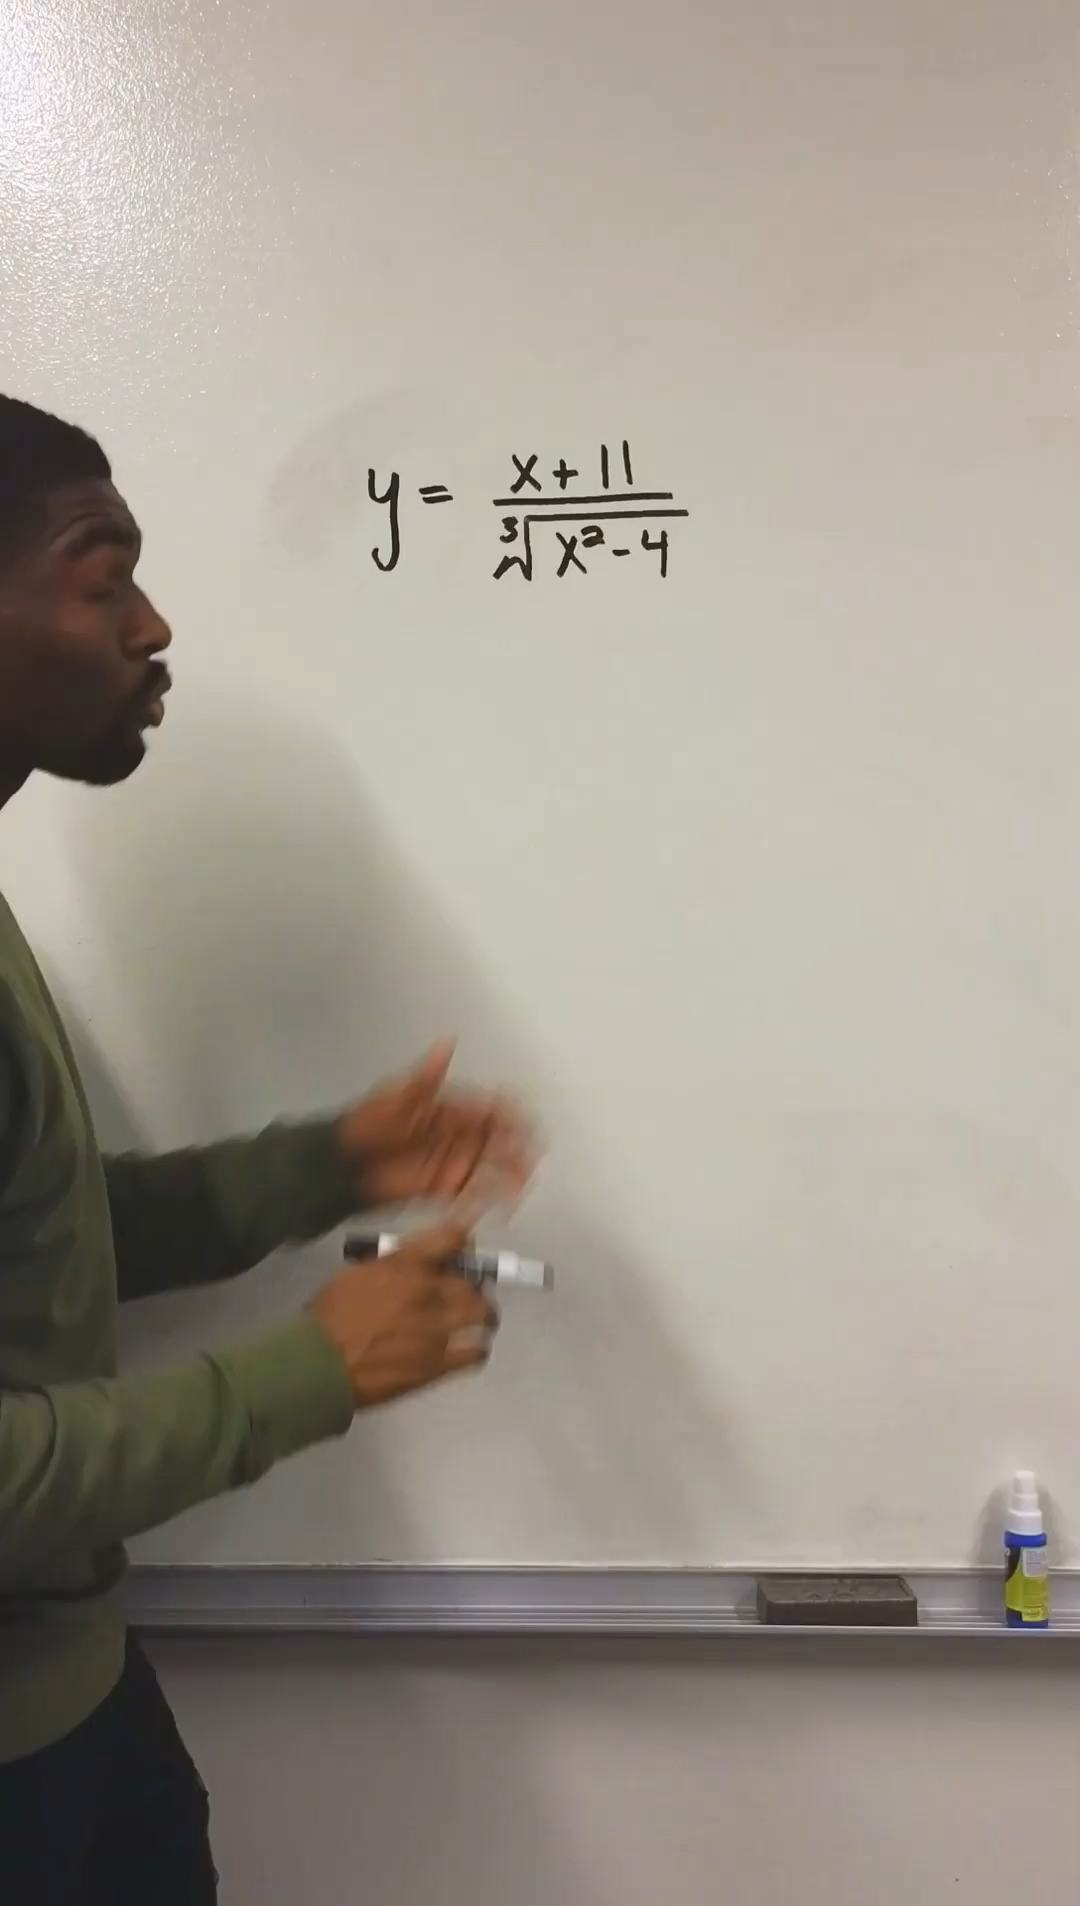 y = x + 11
∛x² - 4